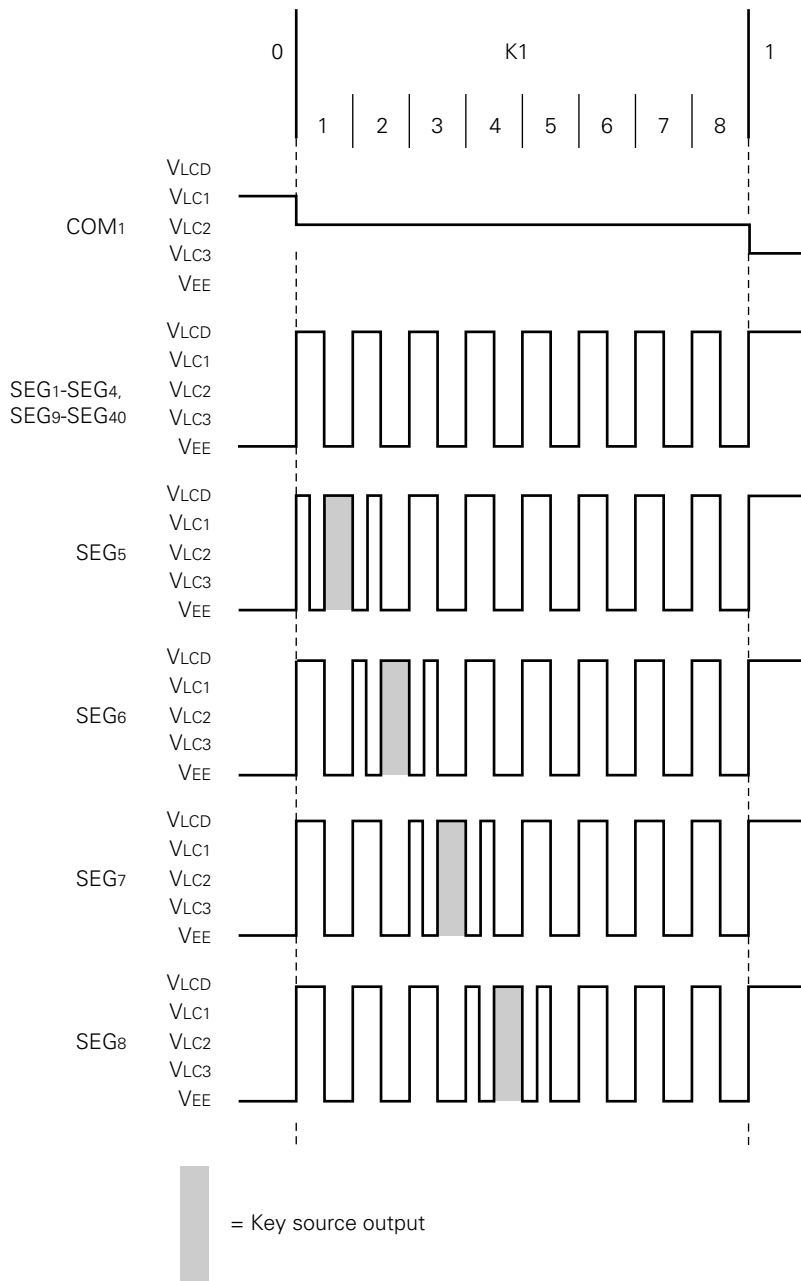 0 K1 1
1 2 3 4 5 6 7 8
VLCD
VLC1
COM1 VLC2
VLC3
VEE
VLCD
VLC1
SEG1-SEG4, VLC2
SEG9-SEG40 VLC3
VEE
VLCD
VLC1
SEG5 VLC2
VLC3
VEE
VLCD
VLC1
SEG6 VLC2
VLC3
VEE
VLCD
VLC1
SEG7 VLC2
VLC3
VEE
VLCD
VLC1
SEG8 VLC2
VLC3
VEE
= Key source output